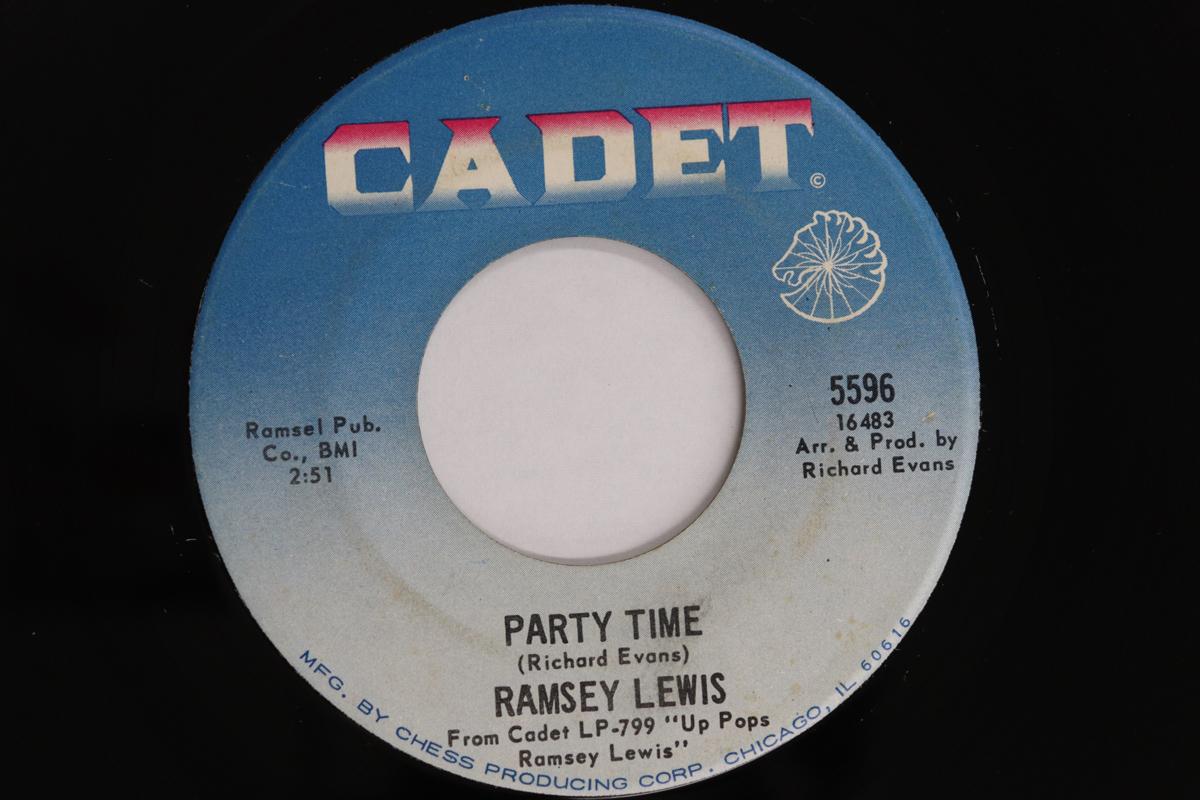 CADET
©
5596
16483
Arr. & Prod. by
Richard Evans
Ramsel Pub.
Co., BMI
2:51
PARTY TIME
(Richard Evans)
RAMSEY LEWIS
From Cadet LP-799 "Up Pops
Ramsey Lewis"
MFG. BY CHESS PRODUCING CORP. CHICAGO, IL 60616